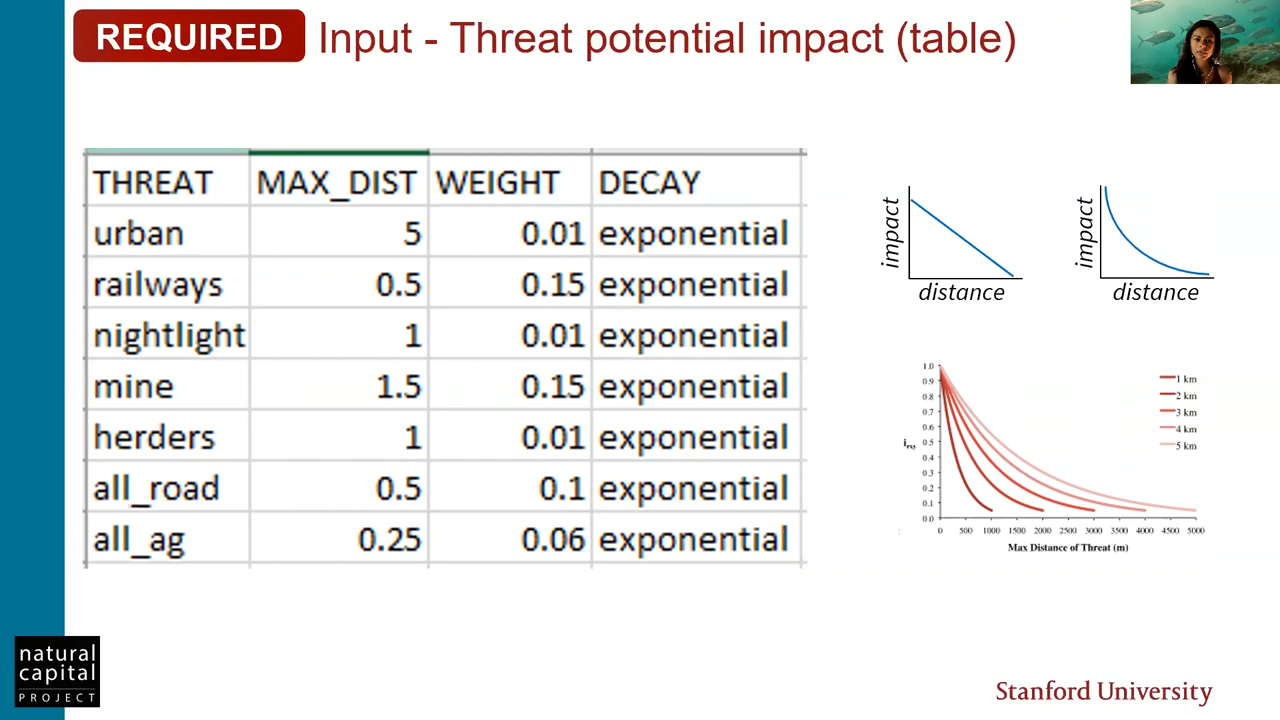 REQUIRED Input - Threat potential impact (table)
THREAT MAX_DIST WEIGHT DECAY
urban 5 0.01 exponential
railways 0.5 0.15 exponential
nightlight 1 0.01 exponential
mine 1.5 0.15 exponential
herders 1 0.01 exponential
all_road 0.5 0.1 exponential
all_ag 0.25 0.06 exponential
impact
distance
impact
distance
1.0
0.9
0.8
0.7
0.6
0.5
0.4
0.3
0.2
0.1
0.0
0 500 1000 1500 2000 2500 3000 3500 4000 4500 5000
Max Distance of Threat (m)
1 km
2 km
3 km
4 km
5 km
natural
capital
PROJECT
Stanford University